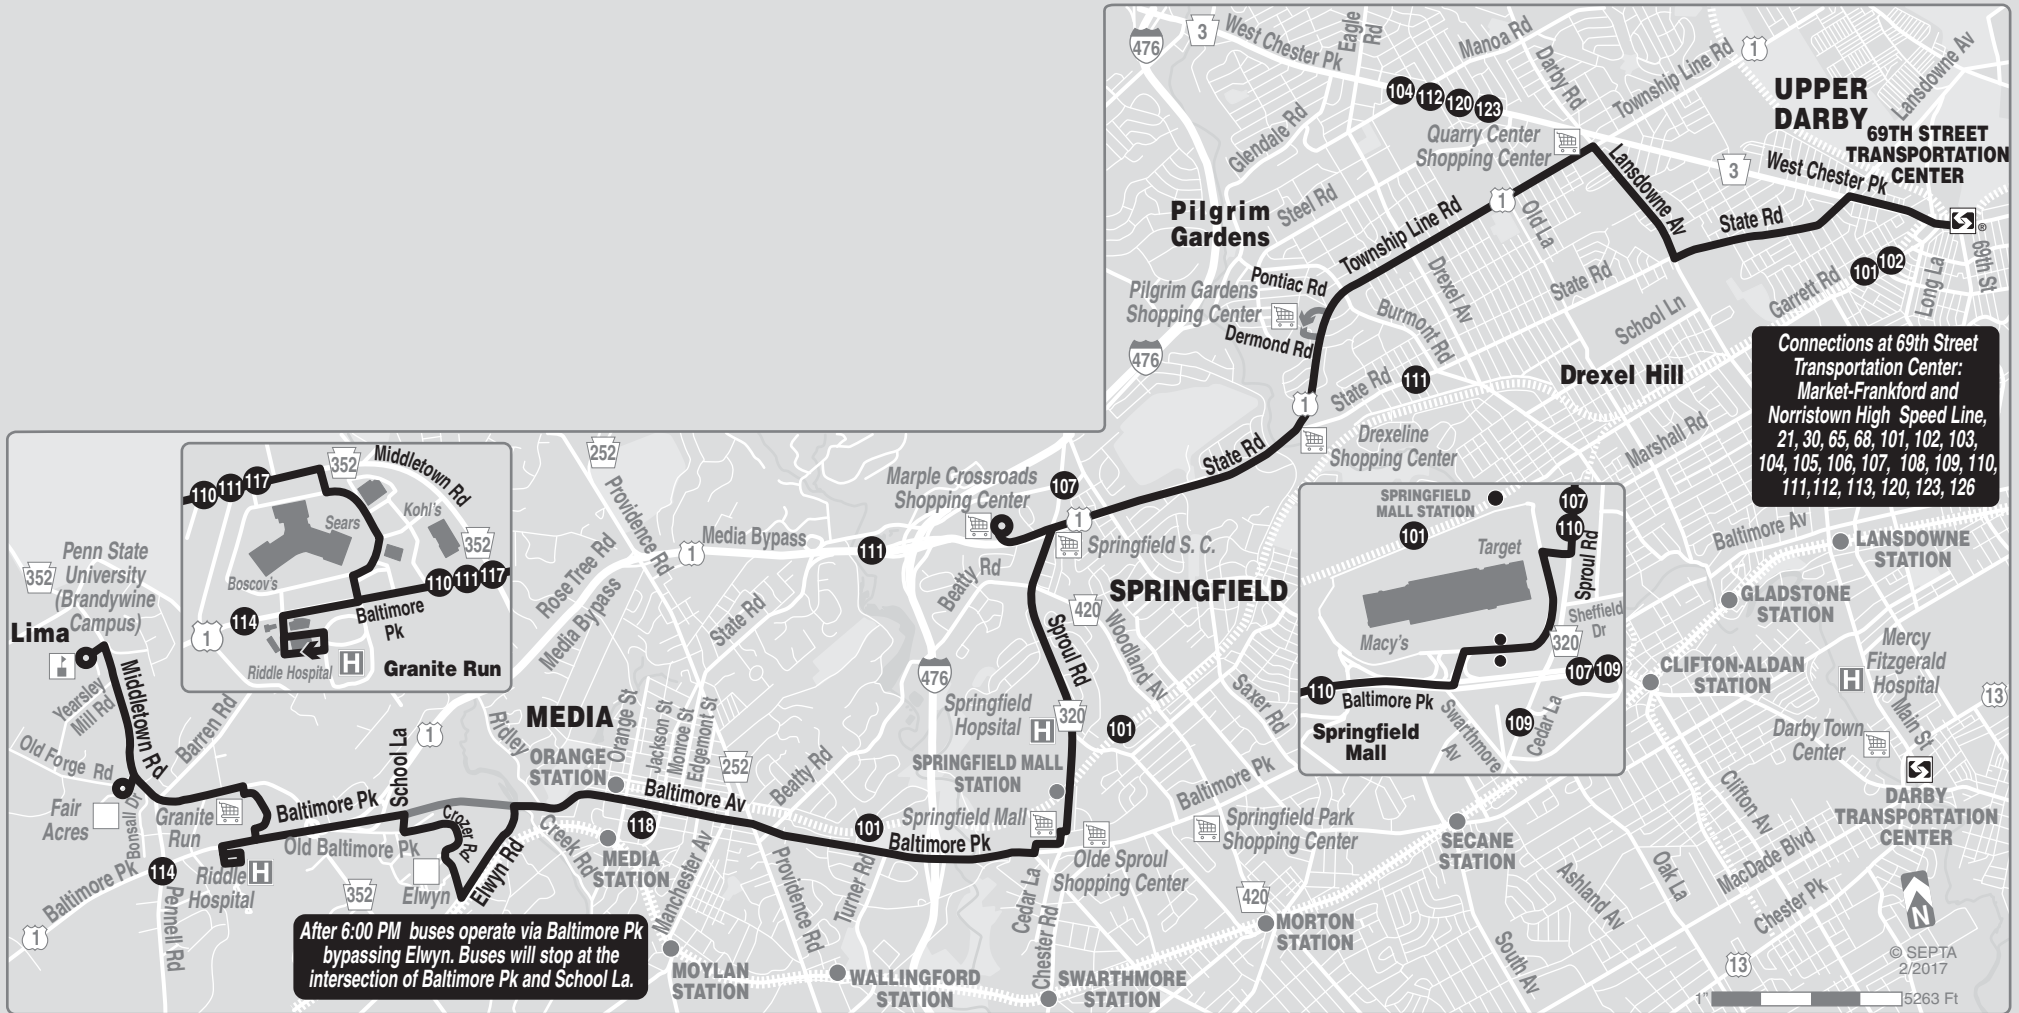 476
3
West Chester Pk
Eagle
Rd
Manoa Rd
Darby Rd
Township Line Rd
1
Lansdowne Av
UPPER
DARBY
69TH STREET
TRANSPORTATION
CENTER
104
112
120
123
Quarry Center
Shopping Center
Glendale Rd
Steel Rd
Lansdowne Av
3
West Chester Pk
State Rd
®
69th St
Pilgrim
Gardens
Township Line Rd
1
Old La
Drexel Av
State Rd
School Ln
Garrett Rd
101
102
Long La
Pontiac Rd
Pilgrim Gardens
Shopping Center
Dermond Rd
Burmont Rd
476
State Rd
111
1
Drexel Hill
Marshall Rd
Connections at 69th Street
Transportation Center:
Market-Frankford and
Norristown High Speed Line,
21, 30, 65, 68, 101, 102, 103,
104, 105, 106, 107, 108, 109, 110,
111,112, 113, 120, 123, 126
Drexeline
Shopping Center
State Rd
110
111
117
352
Middletown Rd
Kohl's
Sears
352
Boscov's
110
111
117
114
Baltimore
Pk
1
Riddle Hospital
H
Granite Run
252
Providence Rd
Marple Crossroads
Shopping Center
107
1
Media Bypass
1
111
Springfield S. C.
Rose Tree Rd
Media Bypass
State Rd
Beatty Rd
SPRINGFIELD
420
Woodland Av
Sproul Rd
SPRINGFIELD
MALL STATION
101
107
110
Target
Sproul Rd
Macy's
Sheffield
Dr
320
107
109
110
Baltimore Pk
Springfield
Mall
Swarthmore
Av
109
Cedar La
Baltimore Av
LANSDOWNE
STATION
GLADSTONE
STATION
CLIFTON-ALDAN
STATION
Mercy
Fitzgerald
Hospital
H
Main St
13
Darby Town
Center
DARBY
TRANSPORTATION
CENTER
Penn State
University
(Brandywine
Campus)
352
Lima
Yearsley
Mill Rd
Middletown Rd
Old Forge Rd
Barren Rd
Fair
Acres
Bonsall Dr
Granite
Run
Baltimore Pk
School La
1
Old Baltimore Pk
Crozer Rd
Baltimore Pk
114
Pennell Rd
Riddle
Hospital
H
352
Elwyn
Elwyn Rd
1
Ridley
Creek Rd
MEDIA
ORANGE
STATION
Orange St
Jackson St
Monroe St
Edgemont St
252
Baltimore Av
118
MEDIA
STATION
Manchester Av
Beatty Rd
101
Baltimore Pk
Providence Rd
Turner Rd
476
Springfield
Hopsital
H
320
101
Saxer Rd
SPRINGFIELD MALL
STATION
Springfield Mall
Baltimore Pk
Olde Sproul
Shopping Center
Springfield Park
Shopping Center
Cedar La
Chester Rd
420
MORTON
STATION
SECANE
STATION
Ashland Av
South Av
Oak La
Clifton Av
MacDade Blvd
Chester Pk
13
After 6:00 PM buses operate via Baltimore Pk
bypassing Elwyn. Buses will stop at the
intersection of Baltimore Pk and School La.
MOYLAN
STATION
WALLINGFORD
STATION
SWARTHMORE
STATION
N
© SEPTA
2/2017
1"
5263 Ft